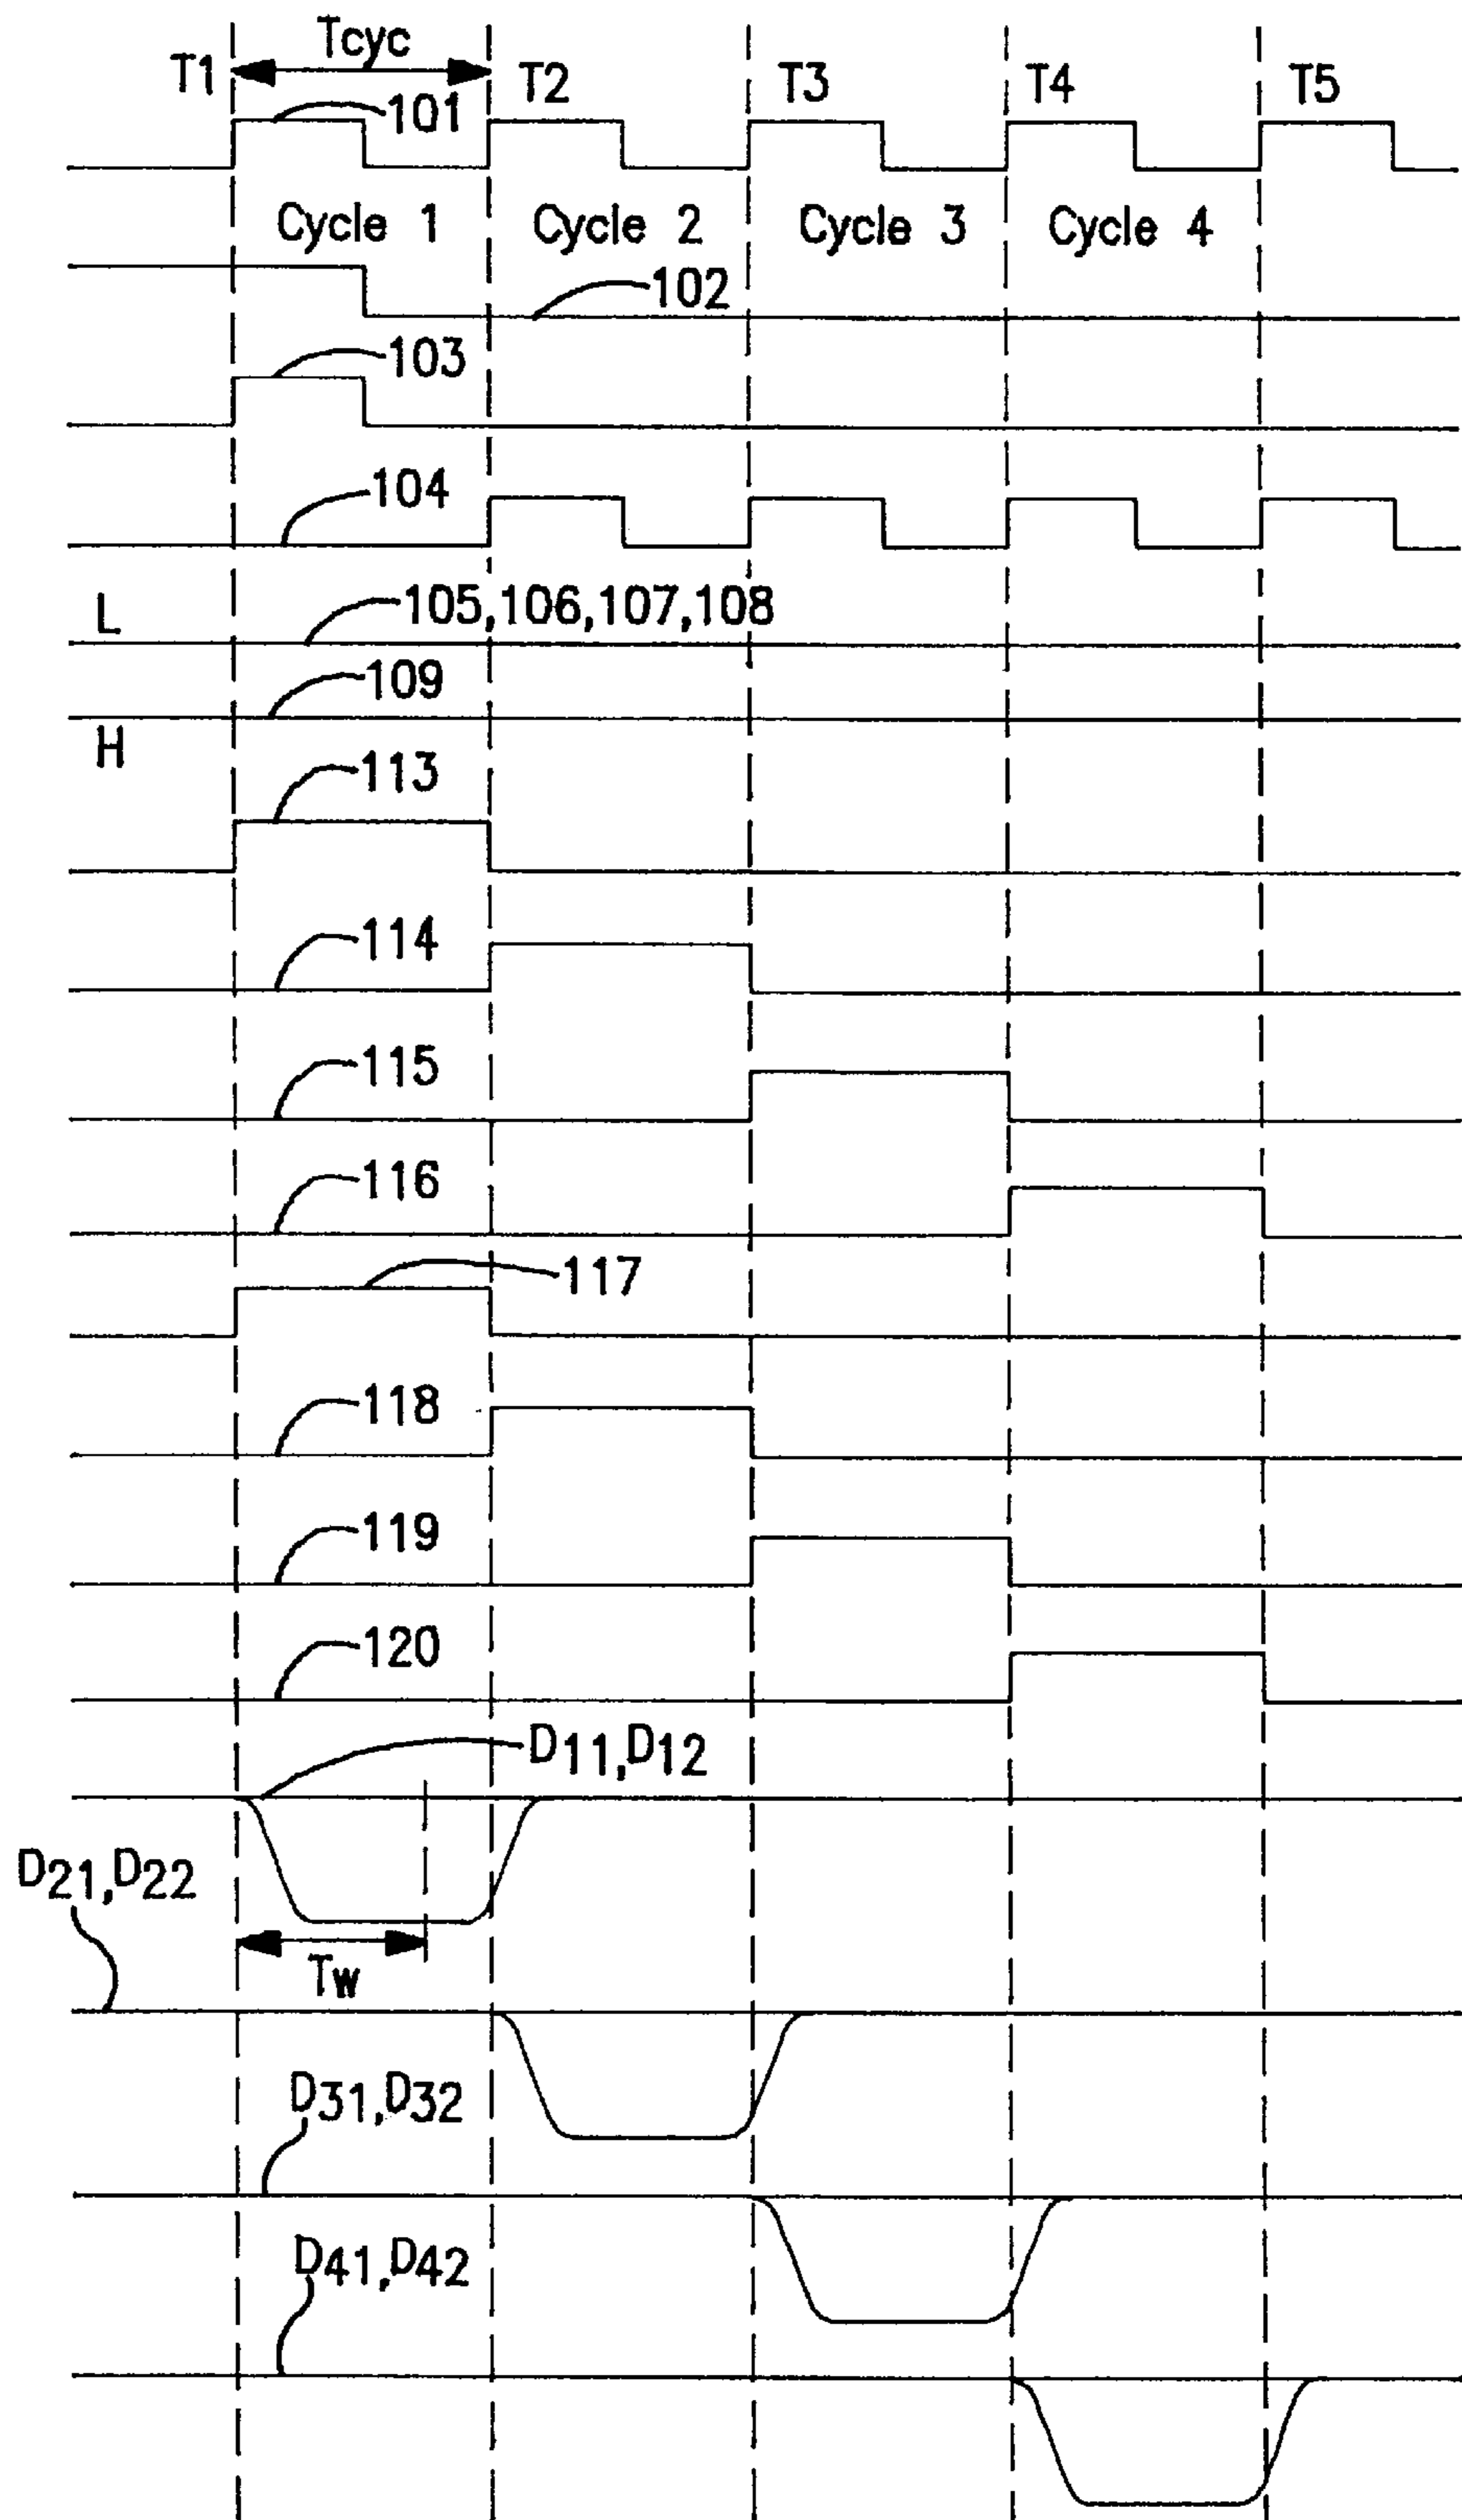 T1 Tcyc T2 T3 T4 T5
101
Cycle 1 Cycle 2 Cycle 3 Cycle 4
102
103
104
L 105,106,107,108
109
H
113
114
115
116
117
118
119
120
D11,D12
D21,D22
Tw
D31,D32
D41,D42